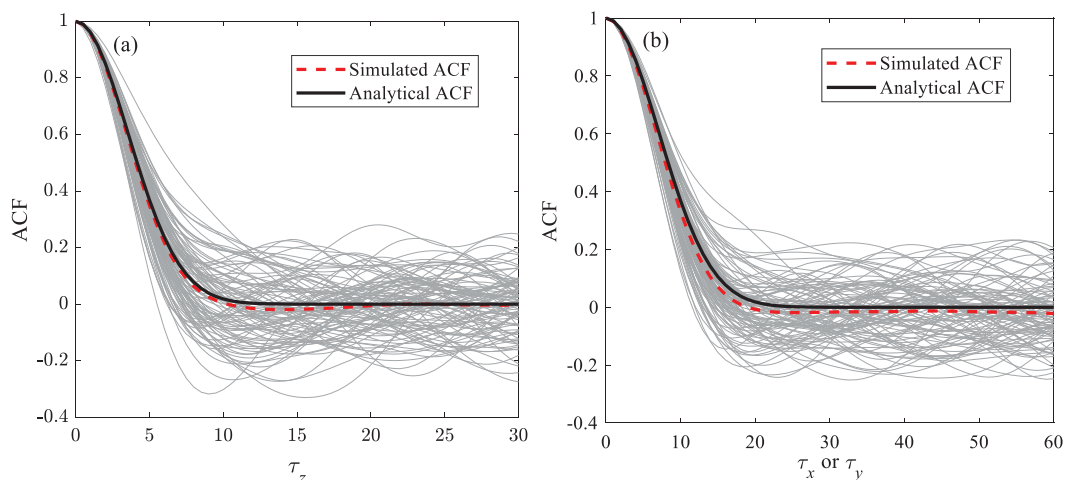 (a)
Simulated ACF
Analytical ACF
ACF
1
0.8
0.6
0.4
0.2
0
-0.2
-0.4
0 5 10 15 20 25 30
τz
(b)
Simulated ACF
Analytical ACF
ACF
1
0.8
0.6
0.4
0.2
0
-0.2
-0.4
0 10 20 30 40 50 60
τx or τy